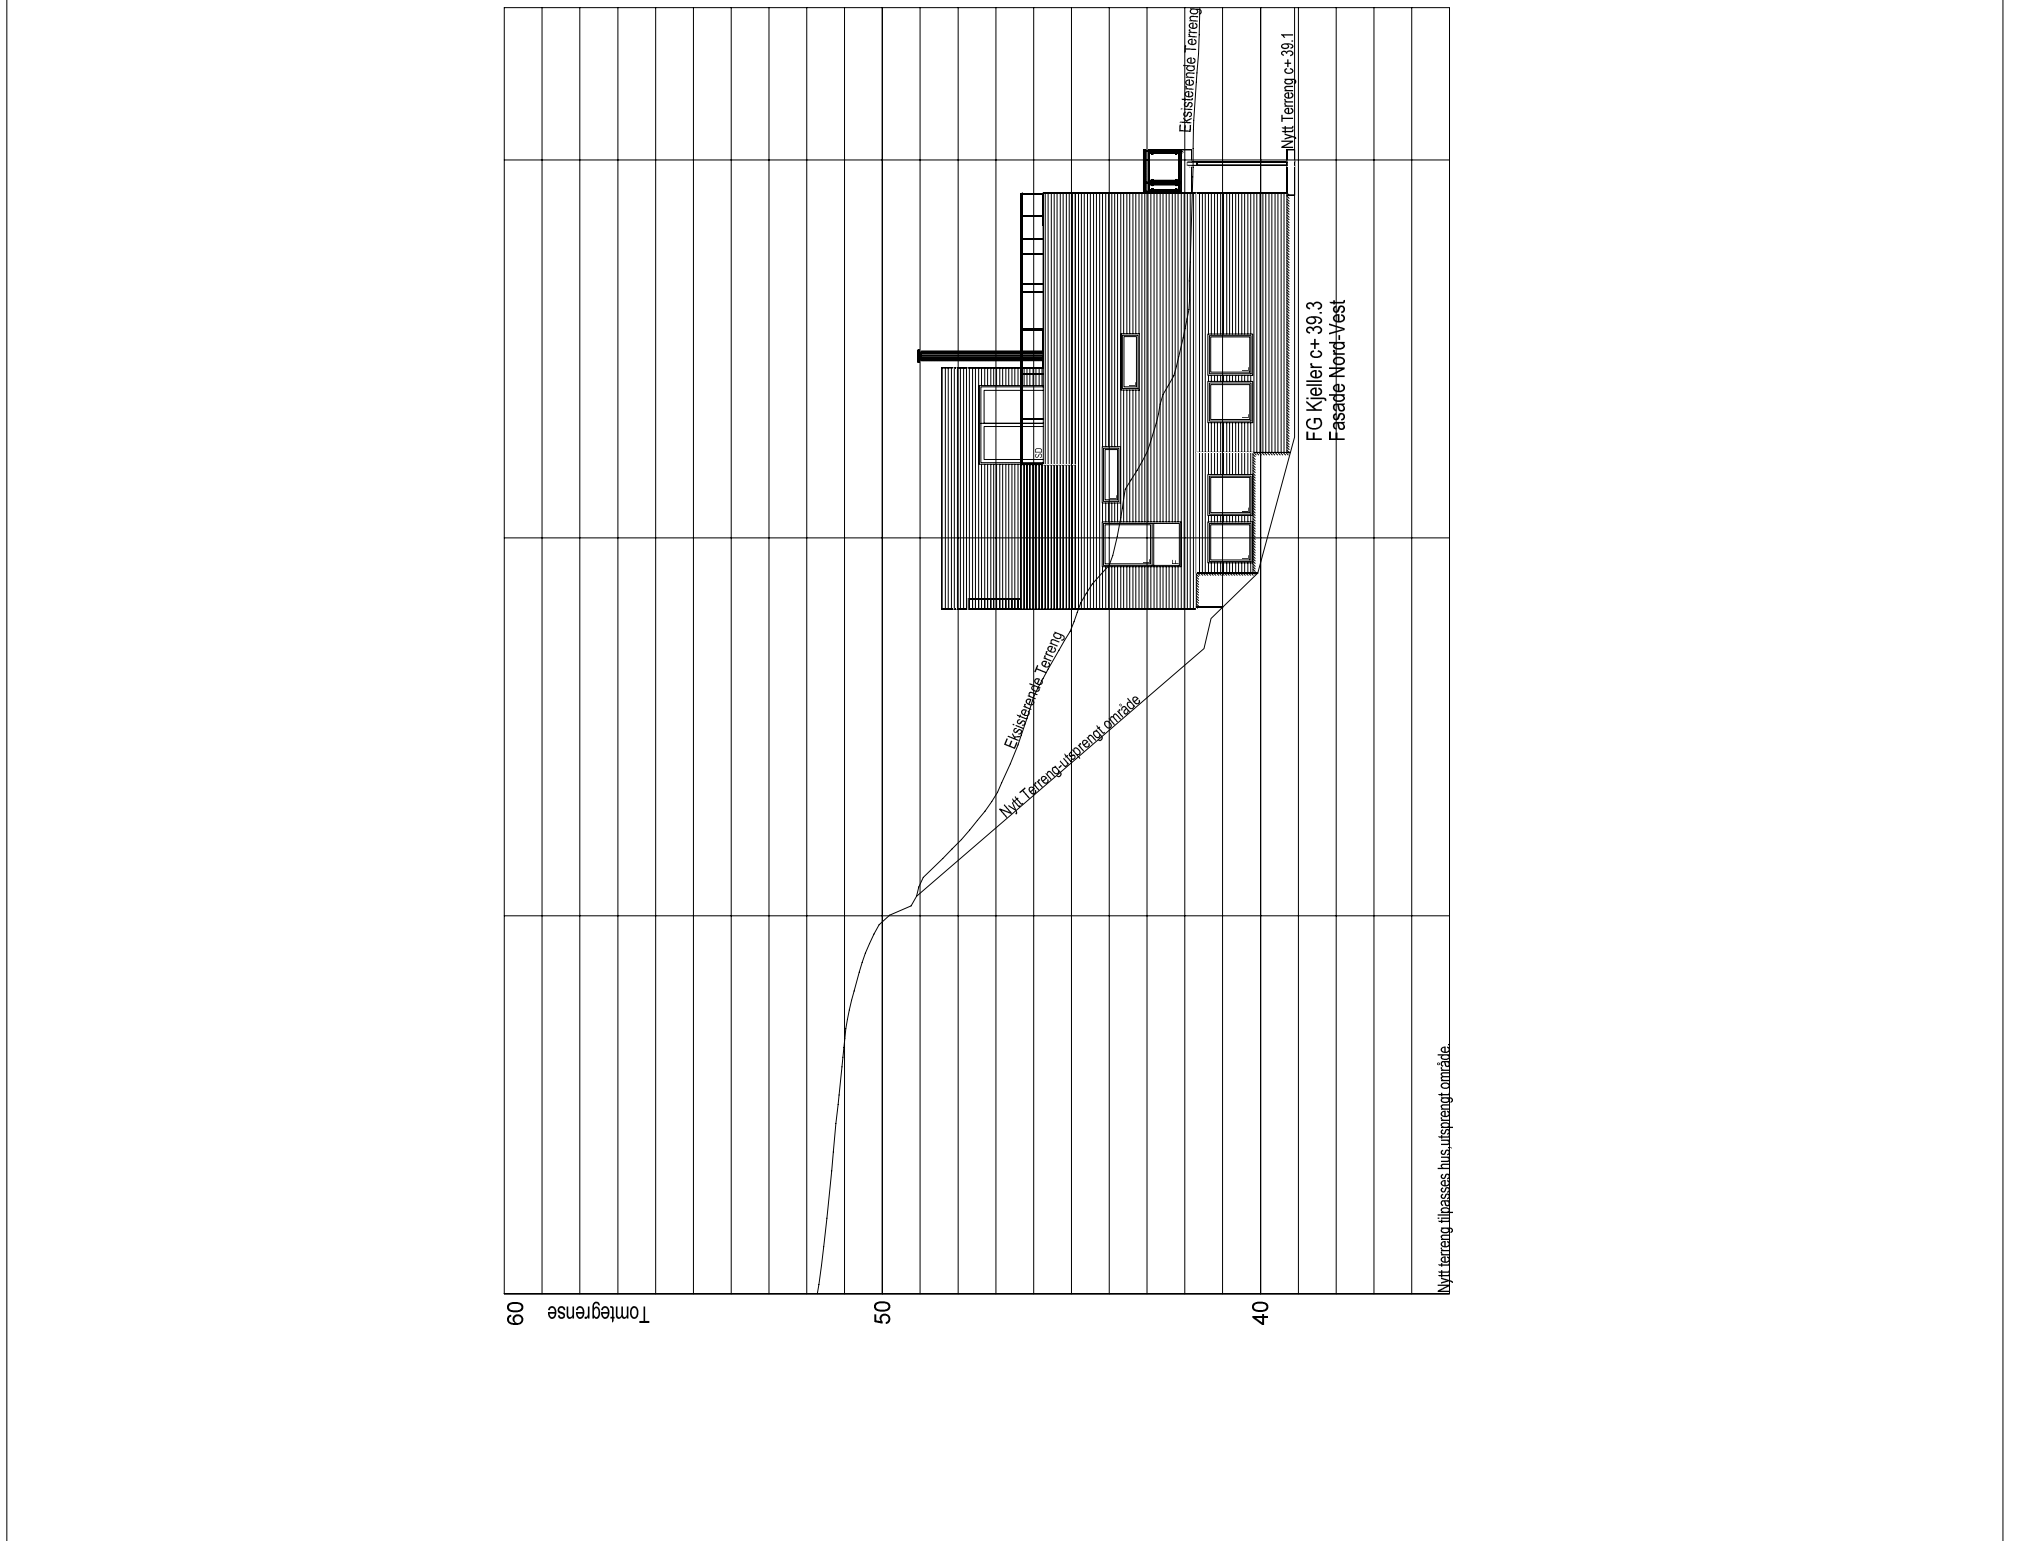 60
Tomtegrense
50
40
Eksisterende Terreng
Nytt Terreng-utsprengt område
SD
F
Eksisterende Terreng
Nytt Terreng c+ 39.1
FG Kjeller c+ 39.3
Fasade Nord-Vest
Nytt terreng tilpasses hus,utsprengt område.